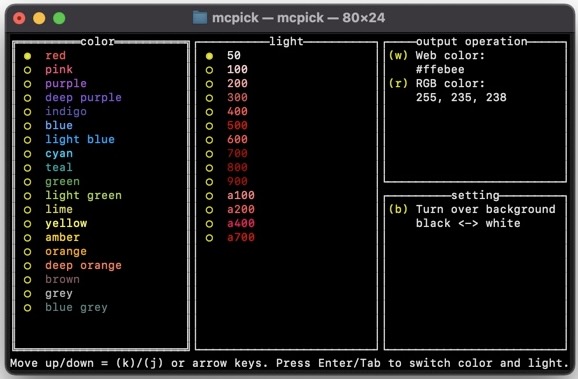 mcpick — mcpick — 80×24
color
red
pink
purple
deep purple
indigo
blue
light blue
cyan
teal
green
light green
lime
yellow
amber
orange
deep orange
brown
grey
blue grey
light
50
100
200
300
400
500
600
700
800
900
a100
a200
a400
a700
output operation
(w) Web color:
#ffebee
(r) RGB color:
255, 235, 238
setting
(b) Turn over background
black <—> white
Move up/down = (k)/(j) or arrow keys. Press Enter/Tab to switch color and light.